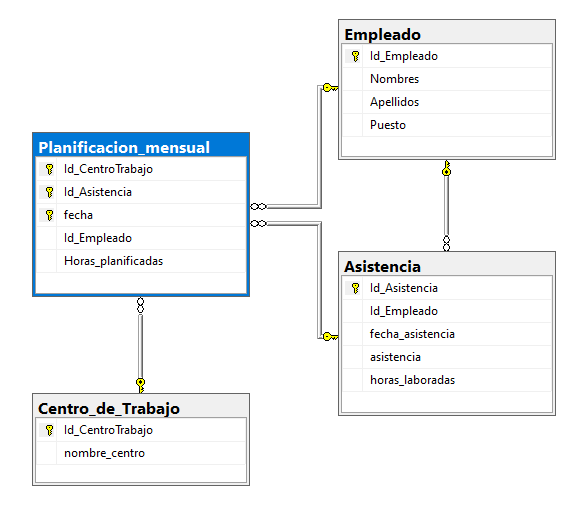 Empleado
Id_Empleado
Nombres
Apellidos
Puesto
Planificacion_mensual
Id_CentroTrabajo
Id_Asistencia
fecha
Id_Empleado
Horas_planificadas
Asistencia
Id_Asistencia
Id_Empleado
fecha_asistencia
asistencia
horas_laboradas
Centro_de_Trabajo
Id_CentroTrabajo
nombre_centro